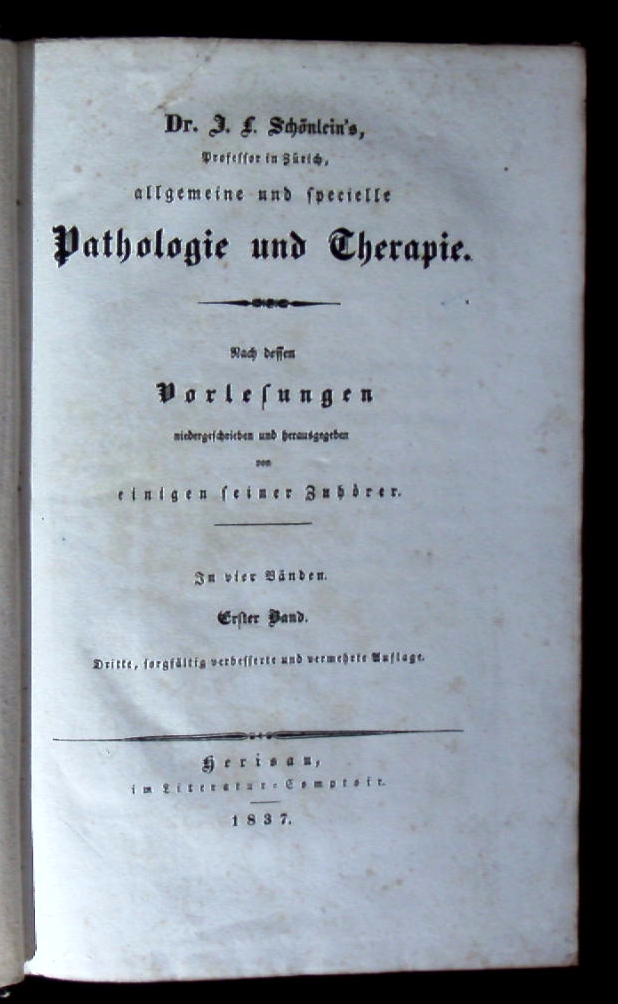 Dr. J. L. Schönlein's,
Professor in Zürich,
allgemeine und specielle
Pathologie und Therapie.
Nach dessen
Vorlesungen
niedergeschrieben und herausgegeben
von
einigen seiner Zuhörer.
In vier Bänden.
Erster Band.
Dritte, sorgfältig verbesserte und vermehrte Auflage.
Herisau,
im Literatur-Comptoir.
1837.